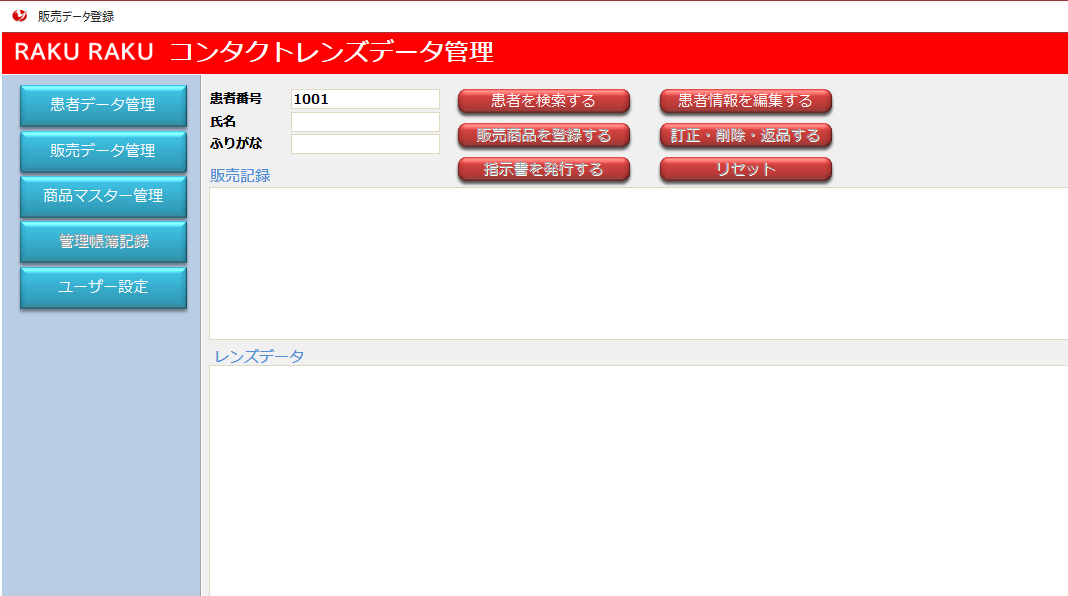 販売データ登録
RAKU RAKU コンタクトレンズデータ管理
患者データ管理
販売データ管理
商品マスター管理
管理帳簿記録
ユーザー設定
患者番号 1001
氏名
ふりがな
患者を検索する 患者情報を編集する
販売商品を登録する 訂正・削除・返品する
指示書を発行する リセット
販売記録
レンズデータ